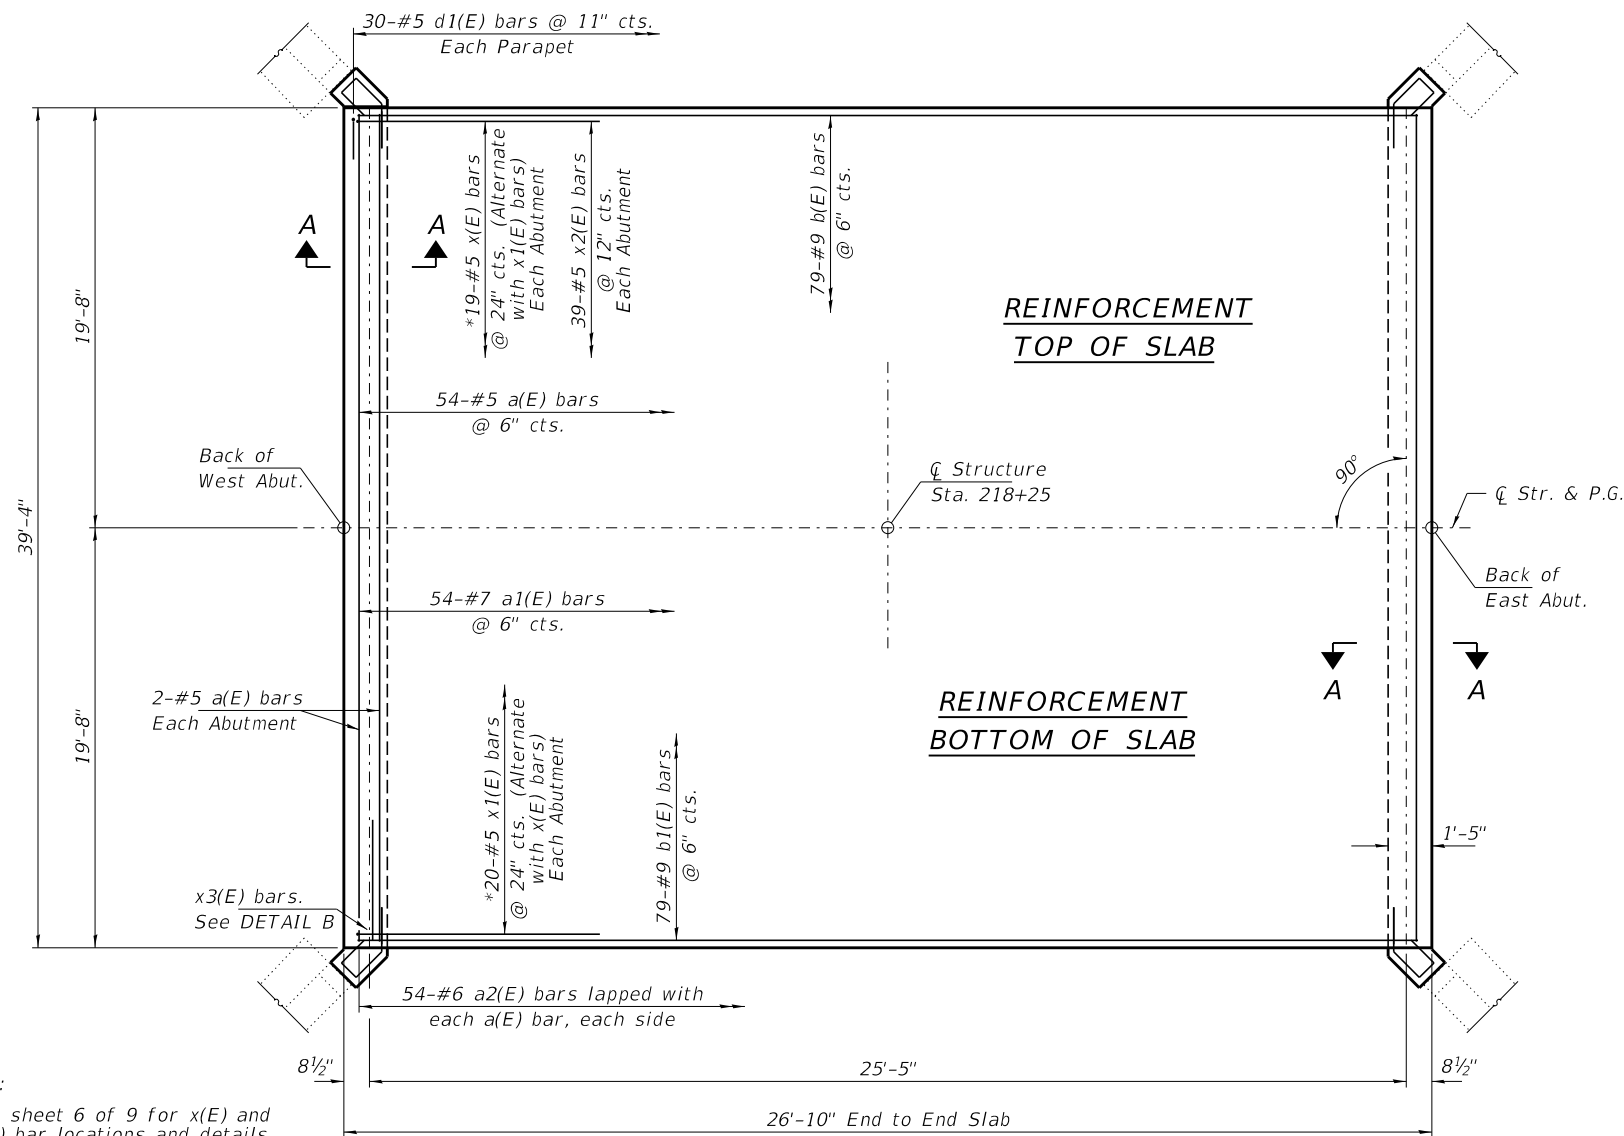 30-#5 d1(E) bars @ 11" cts.
Each Parapet
*19-#5 x(E) bars
@ 24" cts. (Alternate
with x1(E) bars)
Each Abutment
39-#5 x2(E) bars
@ 12" cts.
Each Abutment
79-#9 b(E) bars
@ 6" cts.
A
A
19'-8"
REINFORCEMENT
TOP OF SLAB
54-#5 a(E) bars
@ 6" cts.
Back of
West Abut.
℄ Structure
Sta. 218+25
90°
℄ Str. & P.G.
39'-4"
Back of
East Abut.
54-#7 a1(E) bars
@ 6" cts.
A
A
2-#5 a(E) bars
Each Abutment
19'-8"
*20-#5 x1(E) bars
@ 24" cts. (Alternate
with x(E) bars)
Each Abutment
79-#9 b1(E) bars
@ 6" cts.
REINFORCEMENT
BOTTOM OF SLAB
1'-5"
x3(E) bars.
See DETAIL B
54-#6 a2(E) bars lapped with
each a(E) bar, each side
8½"
25'-5"
8½"
26'-10" End to End Slab
:
sheet 6 of 9 for x(E) and
) bar locations and details